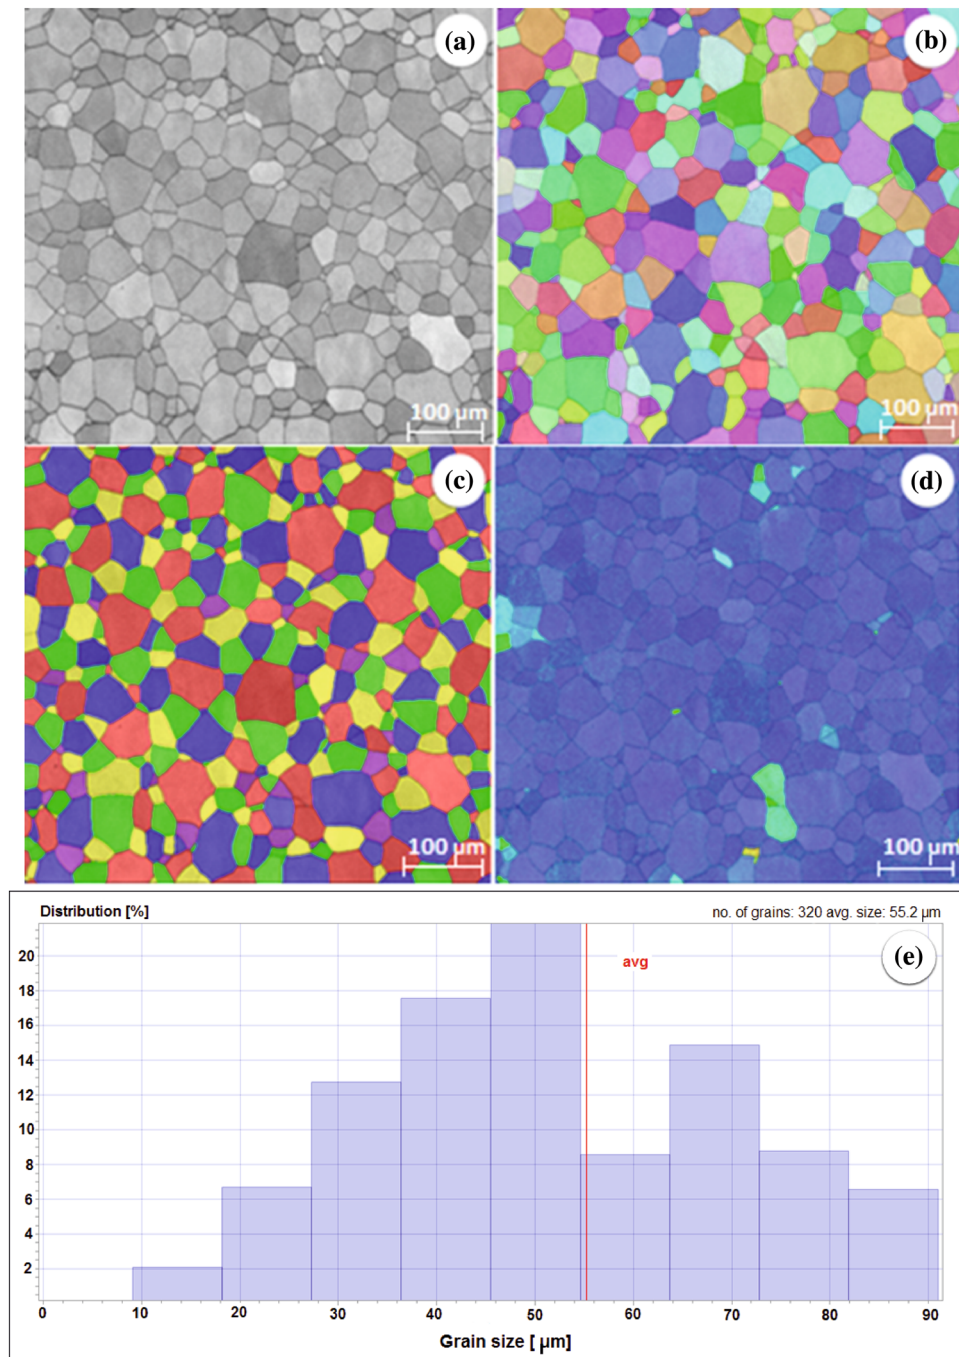 (a)
(b)
100 µm
100 µm
(c)
(d)
100 µm
100 µm
Distribution [%]
no. of grains: 320 avg. size: 55.2 µm
(e)
avg
20
18
16
14
12
10
8
6
4
2
0 10 20 30 40 50 60 70 80 90
Grain size [ µm]